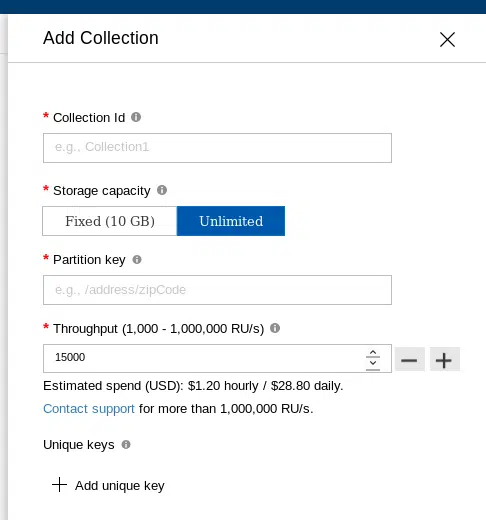 Add Collection
* Collection Id
e.g., Collection1
* Storage capacity
Fixed (10 GB) Unlimited
* Partition key
e.g., /address/zipCode
* Throughput (1,000 - 1,000,000 RU/s)
15000
Estimated spend (USD): $1.20 hourly / $28.80 daily.
Contact support for more than 1,000,000 RU/s.
Unique keys
Add unique key